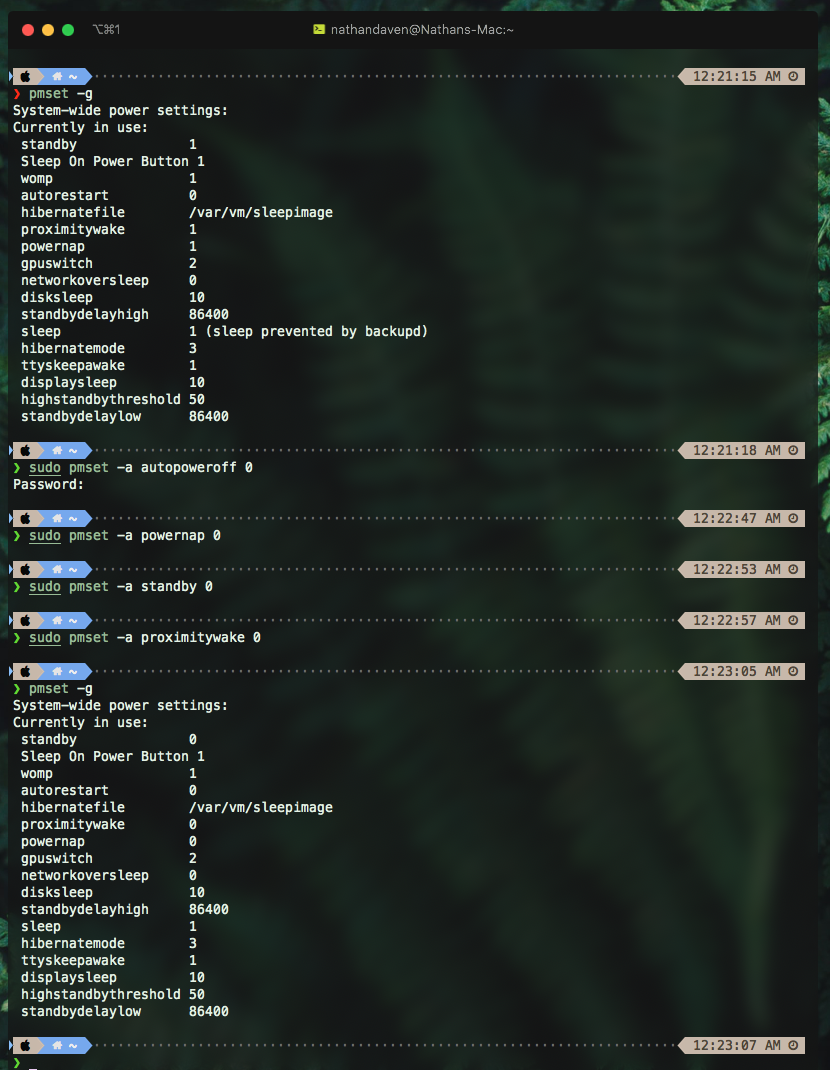 ⌥⌘1 nathandaven@Nathans-Mac:~
~ 12:21:15 AM
❯ pmset -g
System-wide power settings:
Currently in use:
standby 1
Sleep On Power Button 1
womp 1
autorestart 0
hibernatefile /var/vm/sleepimage
proximitywake 1
powernap 1
gpuswitch 2
networkoversleep 0
disksleep 10
standbydelayhigh 86400
sleep 1 (sleep prevented by backupd)
hibernatemode 3
ttyskeepawake 1
displaysleep 10
highstandbythreshold 50
standbydelaylow 86400
~ 12:21:18 AM
❯ sudo pmset -a autopoweroff 0
Password:
~ 12:22:47 AM
❯ sudo pmset -a powernap 0
~ 12:22:53 AM
❯ sudo pmset -a standby 0
~ 12:22:57 AM
❯ sudo pmset -a proximitywake 0
~ 12:23:05 AM
❯ pmset -g
System-wide power settings:
Currently in use:
standby 0
Sleep On Power Button 1
womp 1
autorestart 0
hibernatefile /var/vm/sleepimage
proximitywake 0
powernap 0
gpuswitch 2
networkoversleep 0
disksleep 10
standbydelayhigh 86400
sleep 1
hibernatemode 3
ttyskeepawake 1
displaysleep 10
highstandbythreshold 50
standbydelaylow 86400
~ 12:23:07 AM
❯